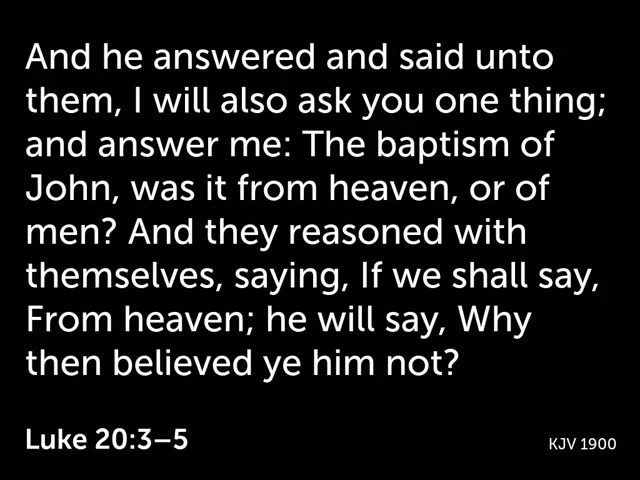 And he answered and said unto
them, I will also ask you one thing;
and answer me: The baptism of
John, was it from heaven, or of
men? And they reasoned with
themselves, saying, If we shall say,
From heaven; he will say, Why
then believed ye him not?
Luke 20:3–5
KJV 1900